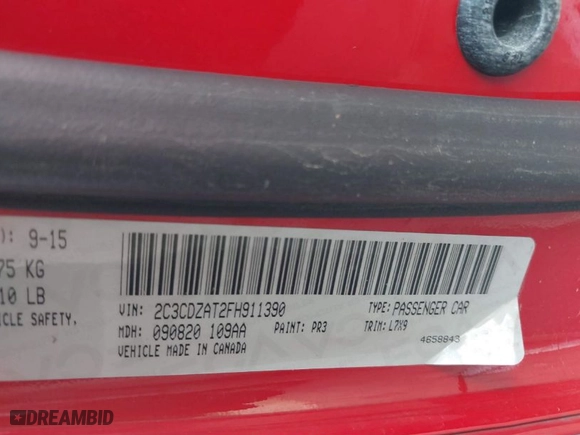 ): 9-15
75 KG
10 LB
ICLE SAFETY,
VIN: 2C3CDZAT2FH911390
TYPE: PASSENGER CAR
MDH: 090820 109AA
PAINT: PR3
TRIM: L7X9
VEHICLE MADE IN CANADA
4658843
DREAMBID